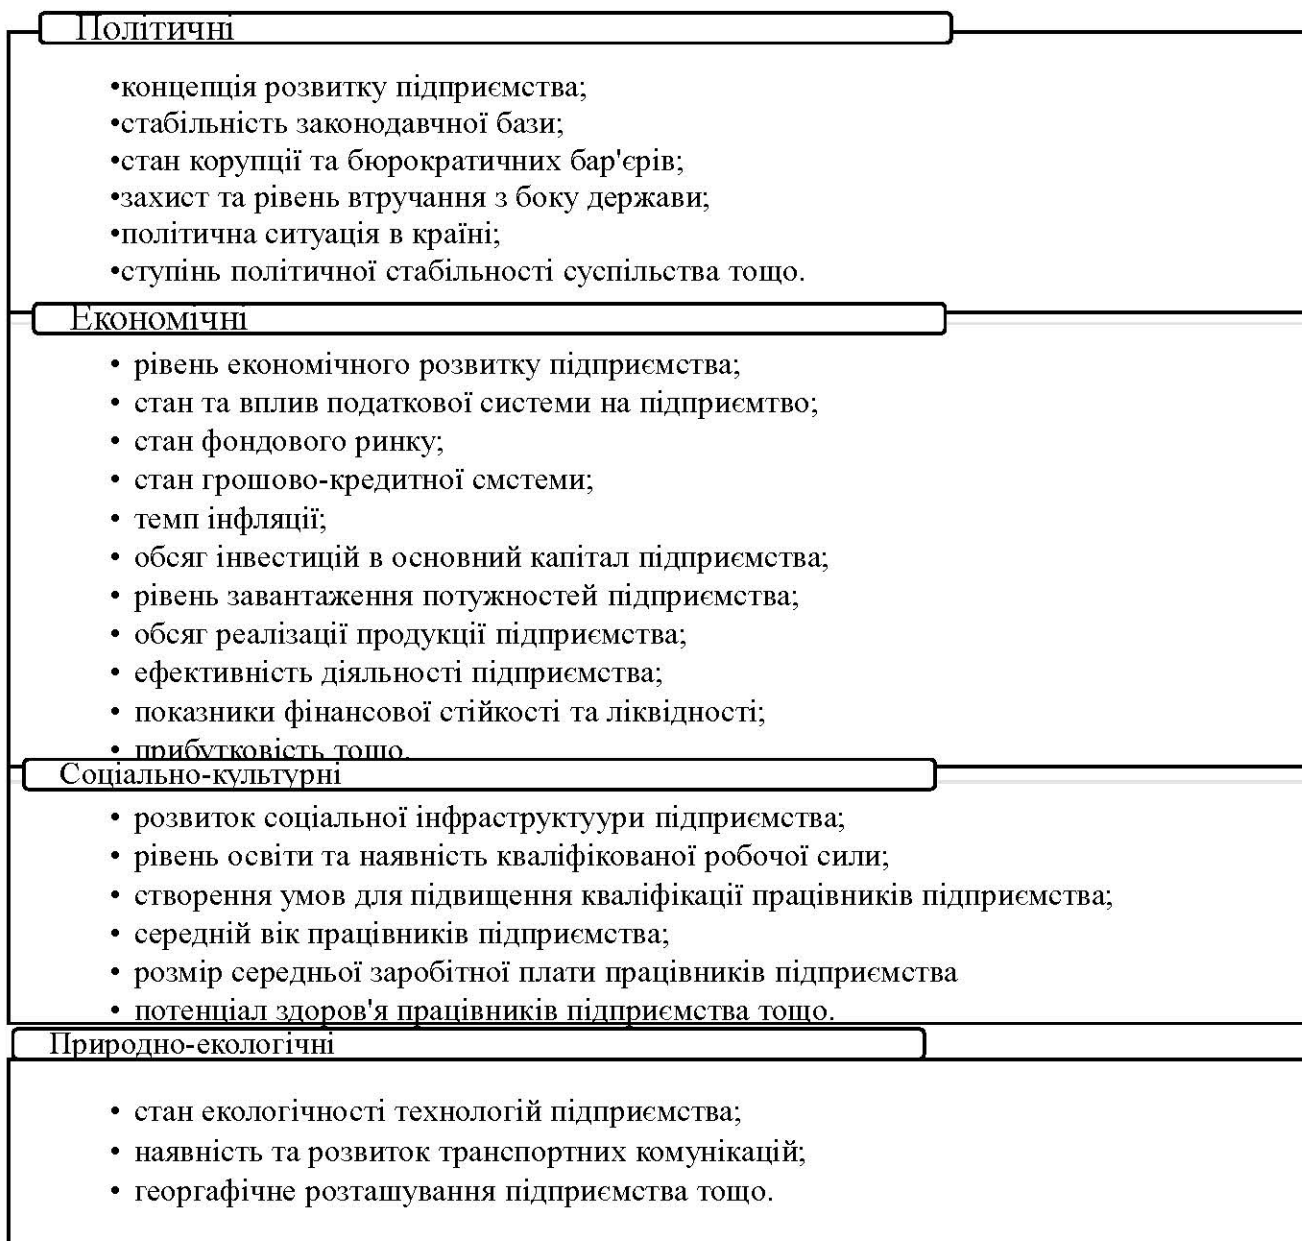 Політичні
•концепція розвитку підприємства;
•стабільність законодавчної бази;
•стан корупції та бюрократичних бар'єрів;
•захист та рівень втручання з боку держави;
•політична ситуація в країні;
•ступінь політичної стабільності суспільства тощо.
Економічні
• рівень економічного розвитку підприємства;
• стан та вплив податкової системи на підприємтво;
• стан фондового ринку;
• стан грошово-кредитної смстеми;
• темп інфляції;
• обсяг інвестицій в основний капітал підприємства;
• рівень завантаження потужностей підприємства;
• обсяг реалізації продукції підприємства;
• ефективність діяльності підприємства;
• показники фінансової стійкості та ліквідності;
• прибутковість тощо.
Соціально-культурні
• розвиток соціальної інфраструктуури підприємства;
• рівень освіти та наявність кваліфікованої робочої сили;
• створення умов для підвищення кваліфікації працівників підприємства;
• середній вік працівників підприємства;
• розмір середньої заробітної плати працівників підприємства
• потенціал здоров'я працівників підприємства тощо.
Природно-екологічні
• стан екологічності технологій підприємства;
• наявність та розвиток транспортних комунікацій;
• георгафічне розташування підприємства тощо.